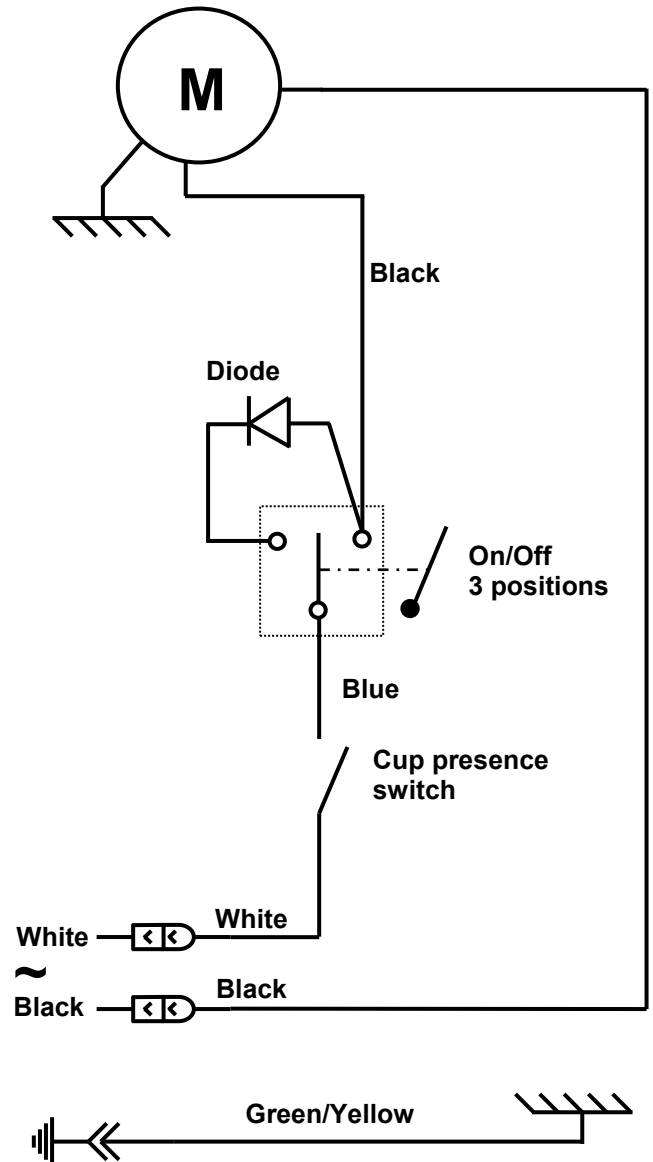 M
Black
Diode
On/Off
3 positions
Blue
Cup presence
switch
White
White
~
Black
Black
Green/Yellow